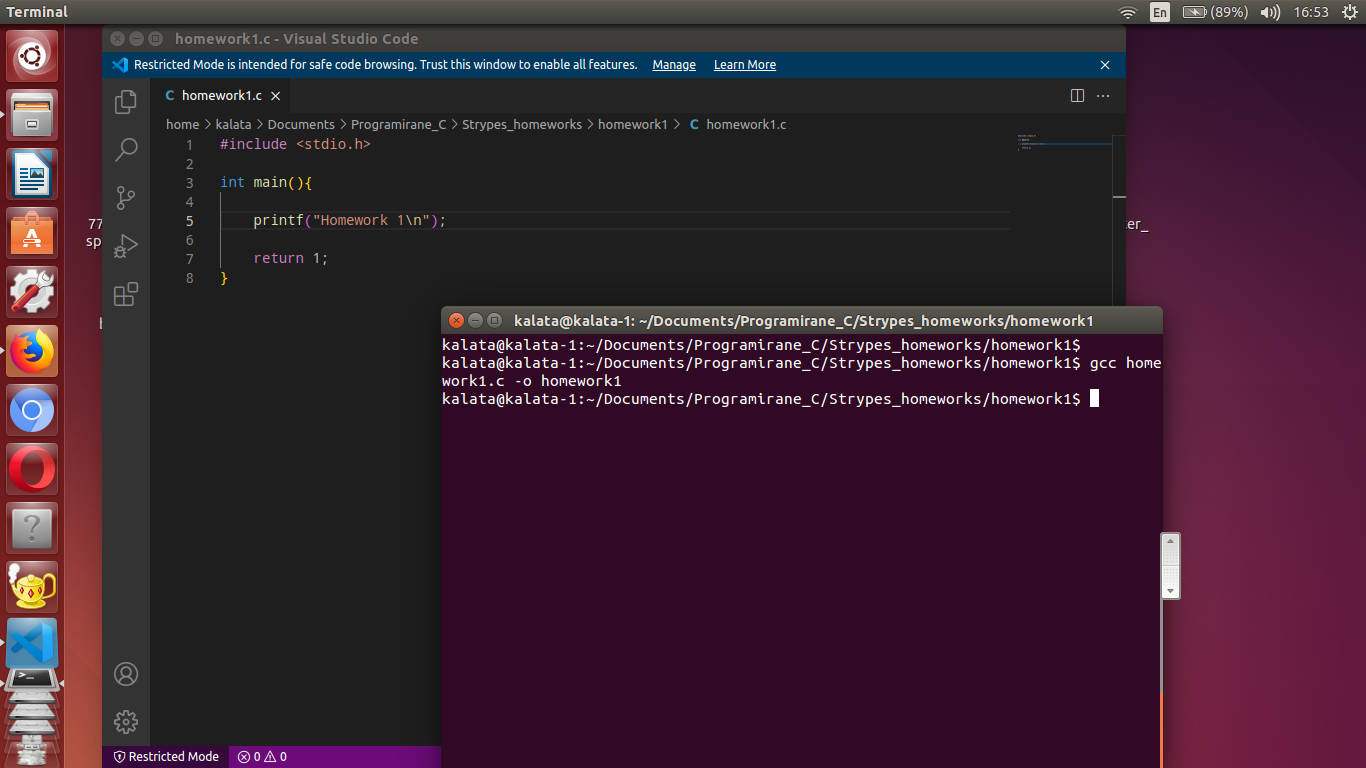 Terminal
En
(89%)
16:53
homework1.c - Visual Studio Code
Restricted Mode is intended for safe code browsing. Trust this window to enable all features. Manage Learn More
C homework1.c
home > kalata > Documents > Programirane_C > Strypes_homeworks > homework1 > C homework1.c
1 #include <stdio.h>
2
3 int main(){
4
5 printf("Homework 1\n");
6
7 return 1;
8 }
77
sp
er_
kalata@kalata-1: ~/Documents/Programirane_C/Strypes_homeworks/homework1
kalata@kalata-1:~/Documents/Programirane_C/Strypes_homeworks/homework1$
kalata@kalata-1:~/Documents/Programirane_C/Strypes_homeworks/homework1$ gcc home
work1.c -o homework1
kalata@kalata-1:~/Documents/Programirane_C/Strypes_homeworks/homework1$
Restricted Mode
0 0